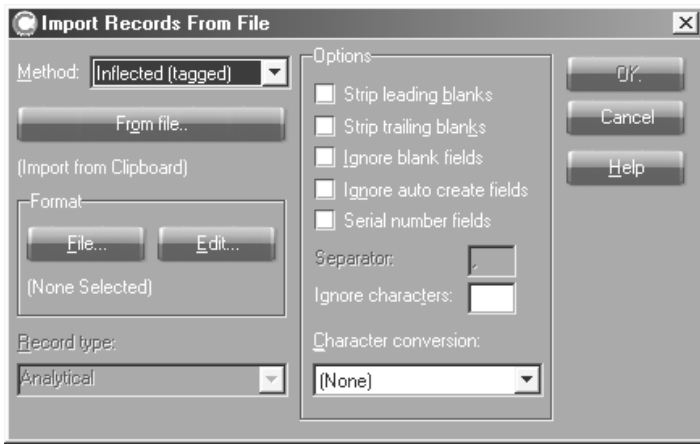 Import Records From File
Method: Inflected (tagged)
From file..
(Import from Clipboard)
Format
File... Edit...
(None Selected)
Record type:
Analytical
Options
Strip leading blanks
Strip trailing blanks
Ignore blank fields
Ignore auto create fields
Serial number fields
Separator: ,
Ignore characters:
Character conversion:
(None)
OK
Cancel
Help